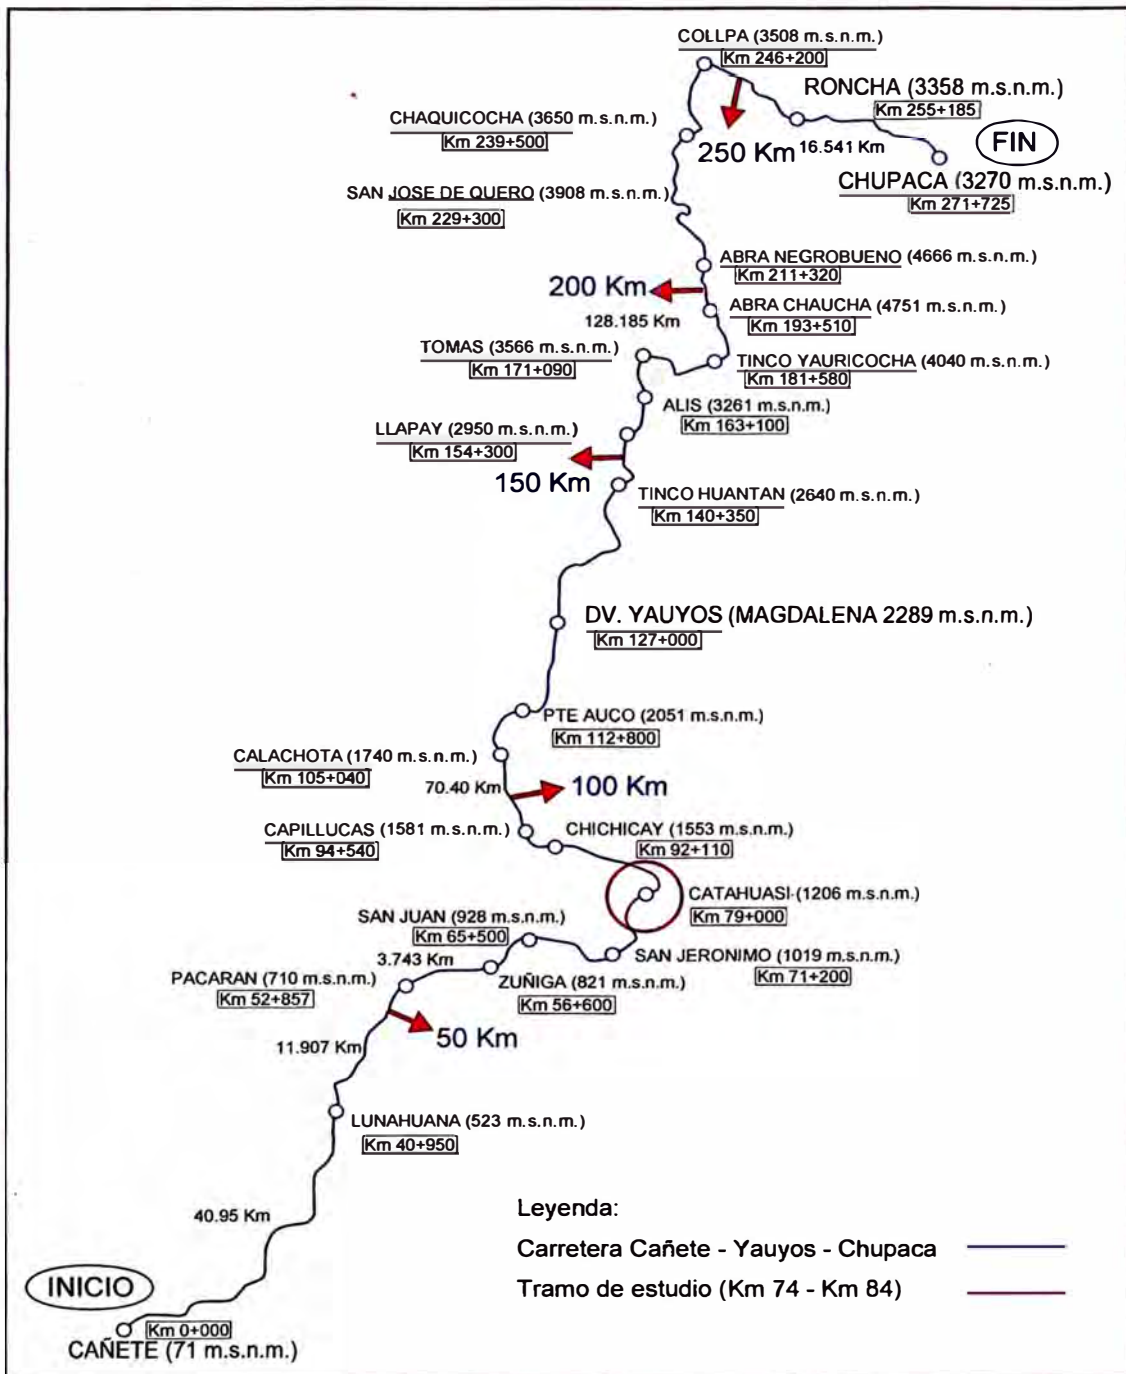 COLLPA (3508 m.s.n.m.)
Km 246+200
RONCHA (3358 m.s.n.m.)
Km 255+185
CHAQUICOCHA (3650 m.s.n.m.)
Km 239+500
250 Km
16.541 Km
FIN
CHUPACA (3270 m.s.n.m.)
Km 271+725
SAN JOSE DE QUERO (3908 m.s.n.m.)
Km 229+300
ABRA NEGROBUENO (4666 m.s.n.m.)
Km 211+320
200 Km
ABRA CHAUCHA (4751 m.s.n.m.)
Km 193+510
128.185 Km
TOMAS (3566 m.s.n.m.)
Km 171+090
TINCO YAURICOCHA (4040 m.s.n.m.)
Km 181+580
ALIS (3261 m.s.n.m.)
Km 163+100
LLAPAY (2950 m.s.n.m.)
Km 154+300
150 Km
TINCO HUANTAN (2640 m.s.n.m.)
Km 140+350
DV. YAUYOS (MAGDALENA 2289 m.s.n.m.)
Km 127+000
PTE AUCO (2051 m.s.n.m.)
Km 112+800
CALACHOTA (1740 m.s.n.m.)
Km 105+040
70.40 Km
100 Km
CAPILLUCAS (1581 m.s.n.m.)
Km 94+540
CHICHICAY (1553 m.s.n.m.)
Km 92+110
CATAHUASI (1206 m.s.n.m.)
Km 79+000
SAN JUAN (928 m.s.n.m.)
Km 65+500
SAN JERONIMO (1019 m.s.n.m.)
Km 71+200
3.743 Km
PACARAN (710 m.s.n.m.)
Km 52+857
ZUÑIGA (821 m.s.n.m.)
Km 56+600
50 Km
11.907 Km
LUNAHUANA (523 m.s.n.m.)
Km 40+950
40.95 Km
Leyenda:
Carretera Cañete - Yauyos - Chupaca
Tramo de estudio (Km 74 - Km 84)
INICIO
Km 0+000
CAÑETE (71 m.s.n.m.)